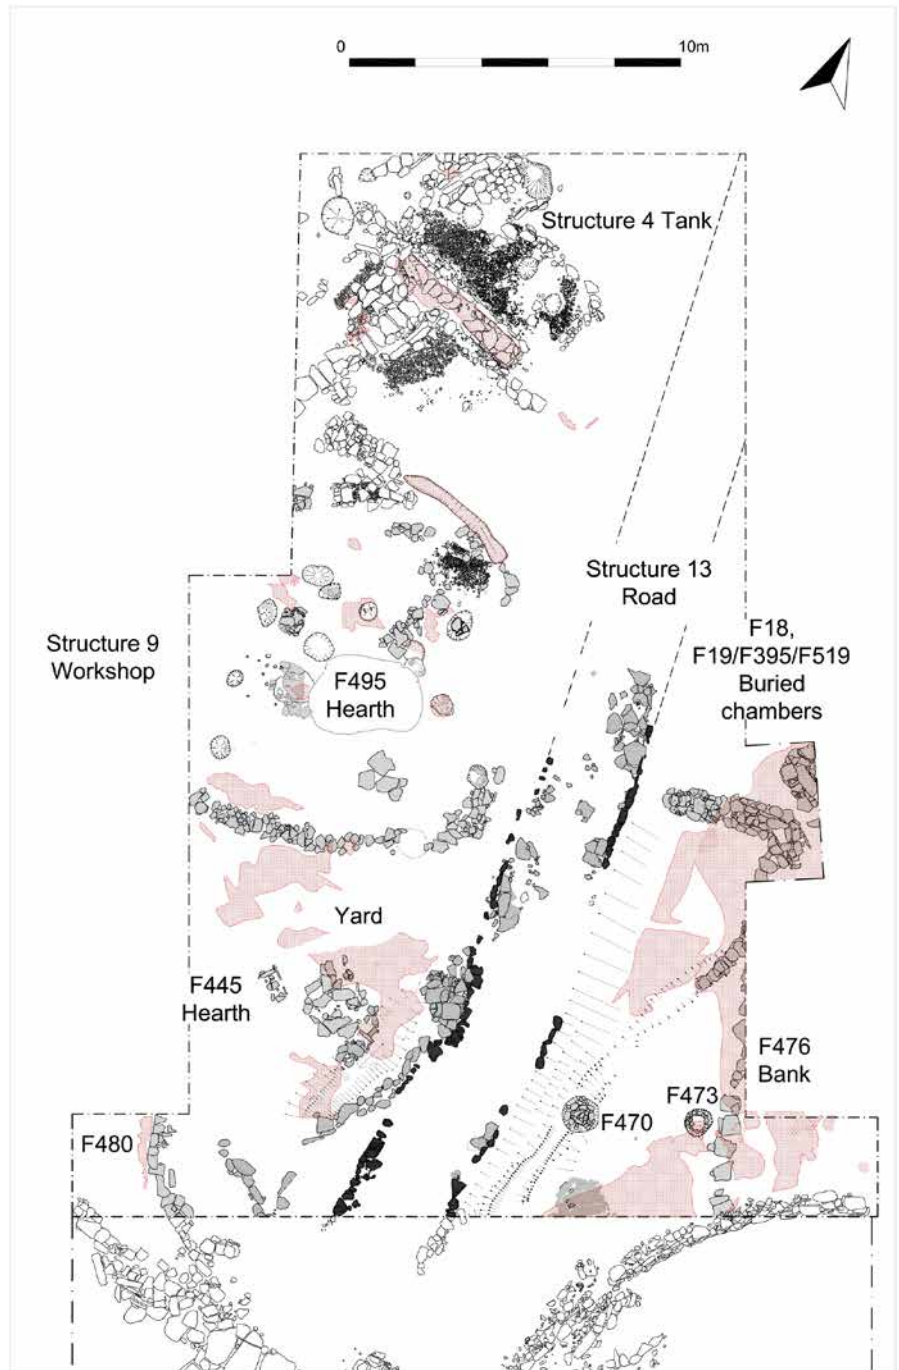 0 10m
Structure 4 Tank
Structure 13
Road
F18,
F19/F395/F519
Buried
chambers
Structure 9
Workshop
F495
Hearth
Yard
F445
Hearth
F476
Bank
F473
F470
F480